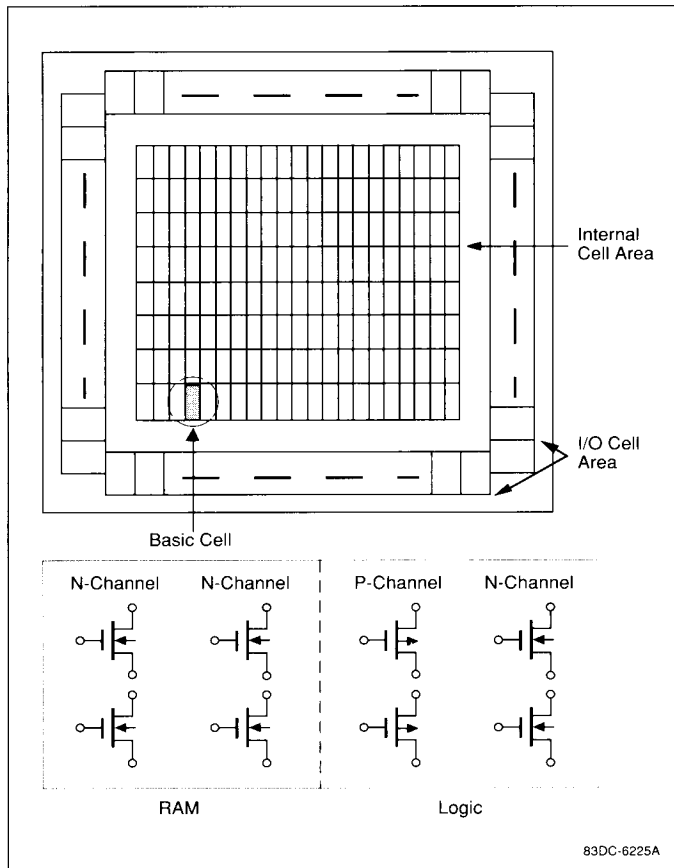 Internal
Cell Area
I/O Cell
Area
Basic Cell
N-Channel N-Channel P-Channel N-Channel
RAM Logic
83DC-6225A